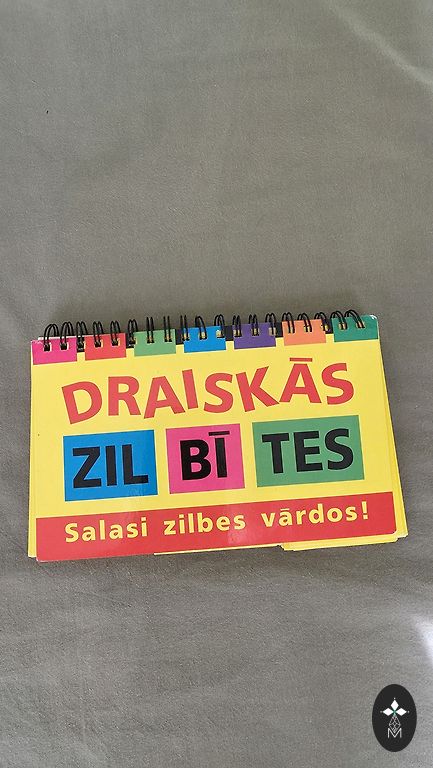 DRAISKĀS
ZIL BĪ TES
Salasi zilbes vārdos!